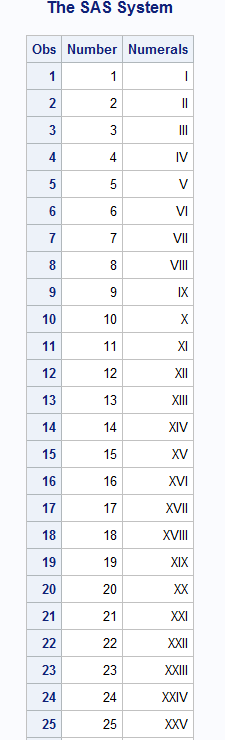 The SAS System
Obs Number Numerals
1 1 I
2 2 II
3 3 III
4 4 IV
5 5 V
6 6 VI
7 7 VII
8 8 VIII
9 9 IX
10 10 X
11 11 XI
12 12 XII
13 13 XIII
14 14 XIV
15 15 XV
16 16 XVI
17 17 XVII
18 18 XVIII
19 19 XIX
20 20 XX
21 21 XXI
22 22 XXII
23 23 XXIII
24 24 XXIV
25 25 XXV